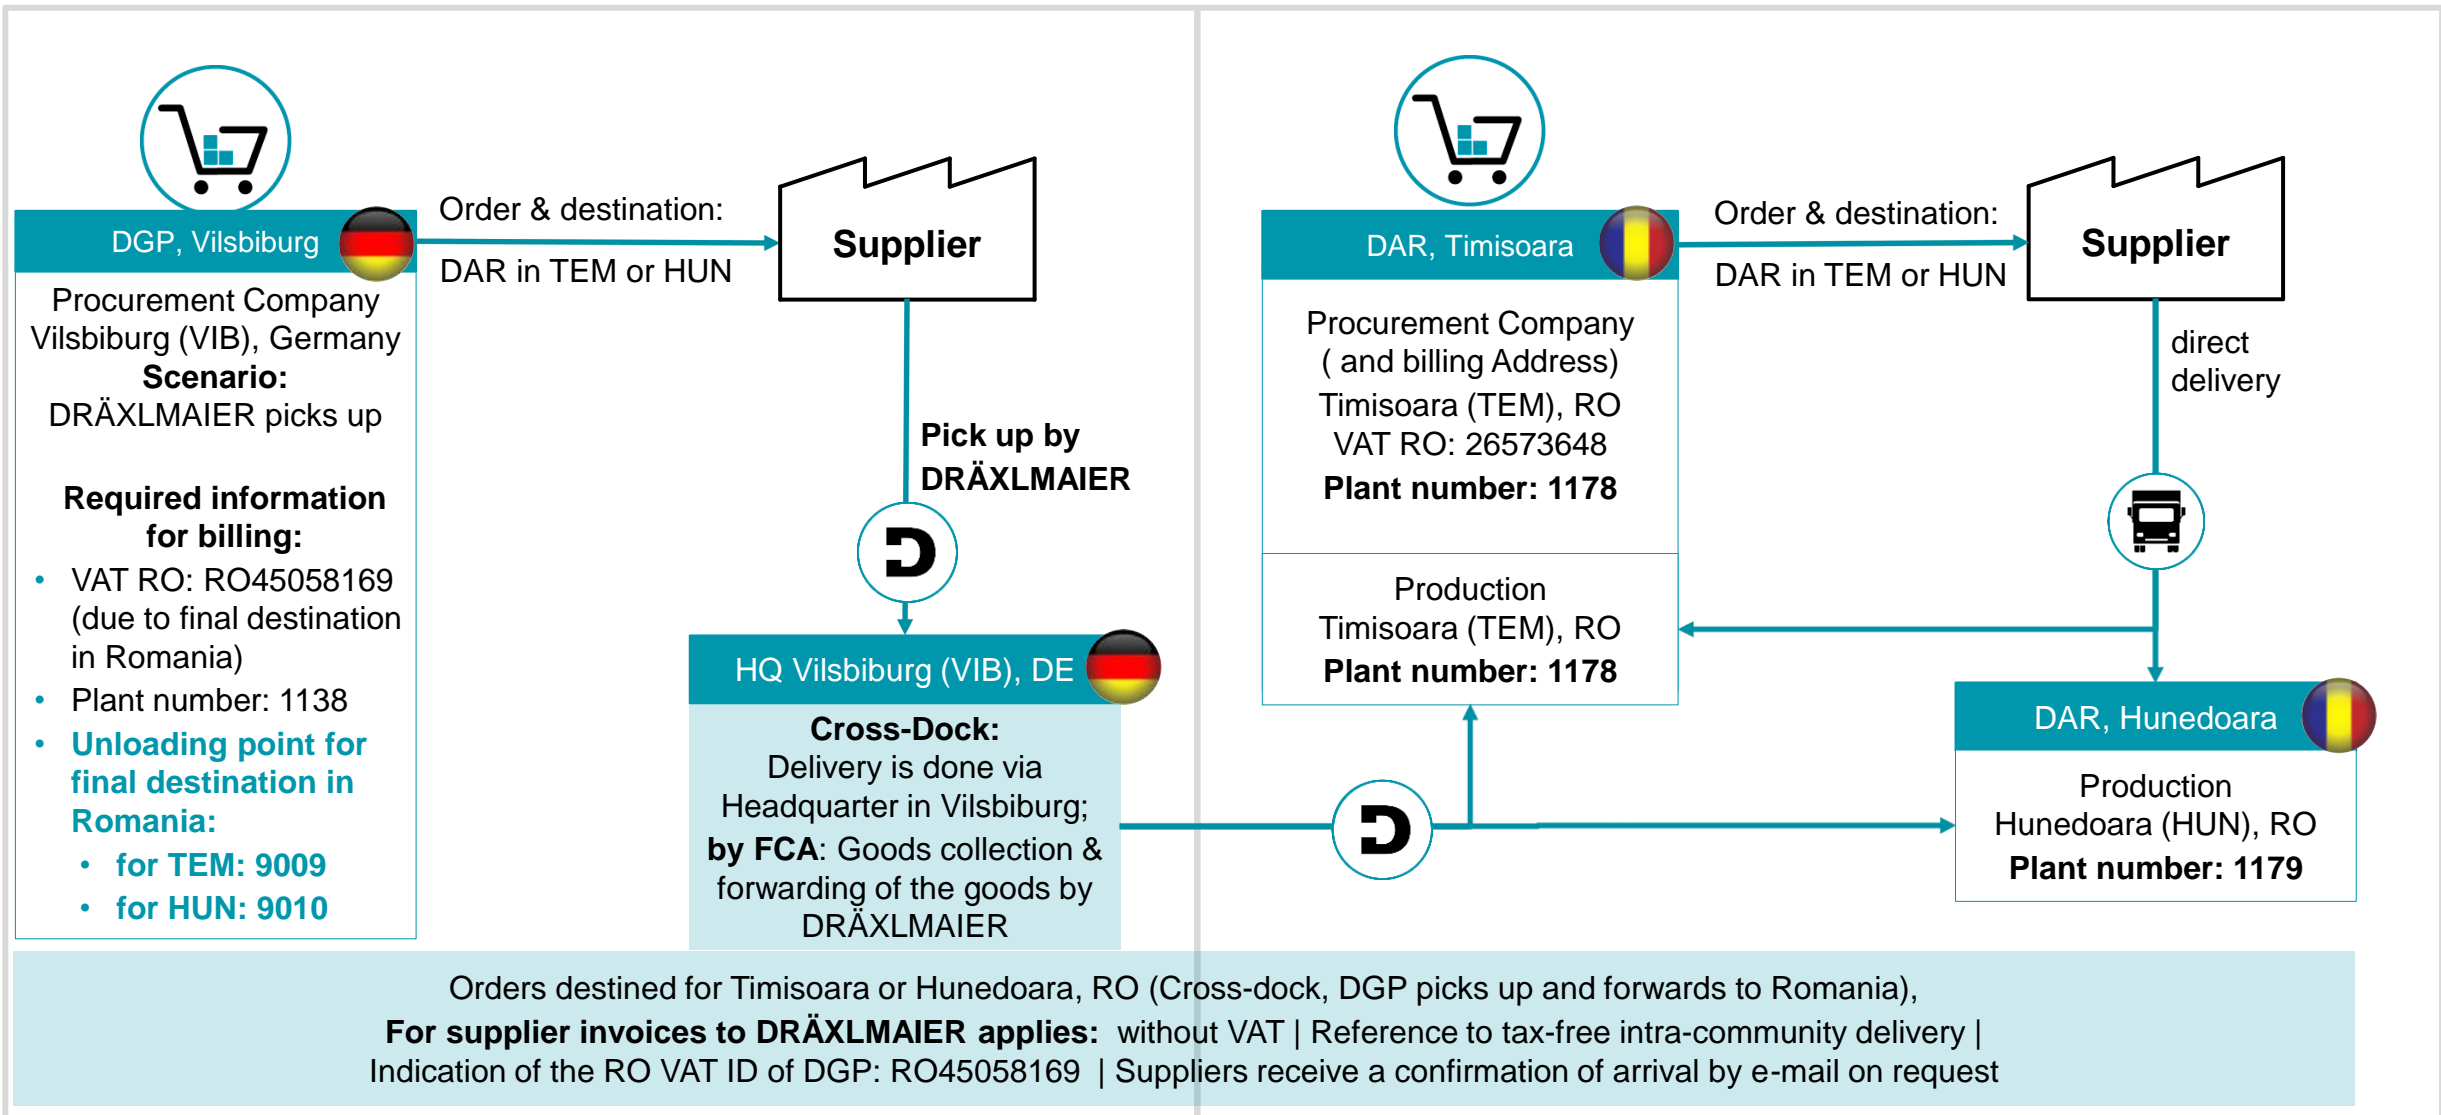 DGP, Vilsbiburg
Procurement Company
Vilsbiburg (VIB), Germany
Scenario:
DRÄXLMAIER picks up
Required information
for billing:
• VAT RO: RO45058169
(due to final destination
in Romania)
• Plant number: 1138
• Unloading point for
final destination in
Romania:
• for TEM: 9009
• for HUN: 9010
Order & destination:
DAR in TEM or HUN
Supplier
Pick up by
DRÄXLMAIER
D
HQ Vilsbiburg (VIB), DE
Cross-Dock:
Delivery is done via
Headquarter in Vilsbiburg;
by FCA: Goods collection &
forwarding of the goods by
DRÄXLMAIER
D
DAR, Timisoara
Procurement Company
( and billing Address)
Timisoara (TEM), RO
VAT RO: 26573648
Plant number: 1178
Production
Timisoara (TEM), RO
Plant number: 1178
Order & destination:
DAR in TEM or HUN
Supplier
direct
delivery
DAR, Hunedoara
Production
Hunedoara (HUN), RO
Plant number: 1179
Orders destined for Timisoara or Hunedoara, RO (Cross-dock, DGP picks up and forwards to Romania),
For supplier invoices to DRÄXLMAIER applies: without VAT | Reference to tax-free intra-community delivery |
Indication of the RO VAT ID of DGP: RO45058169 | Suppliers receive a confirmation of arrival by e-mail on request